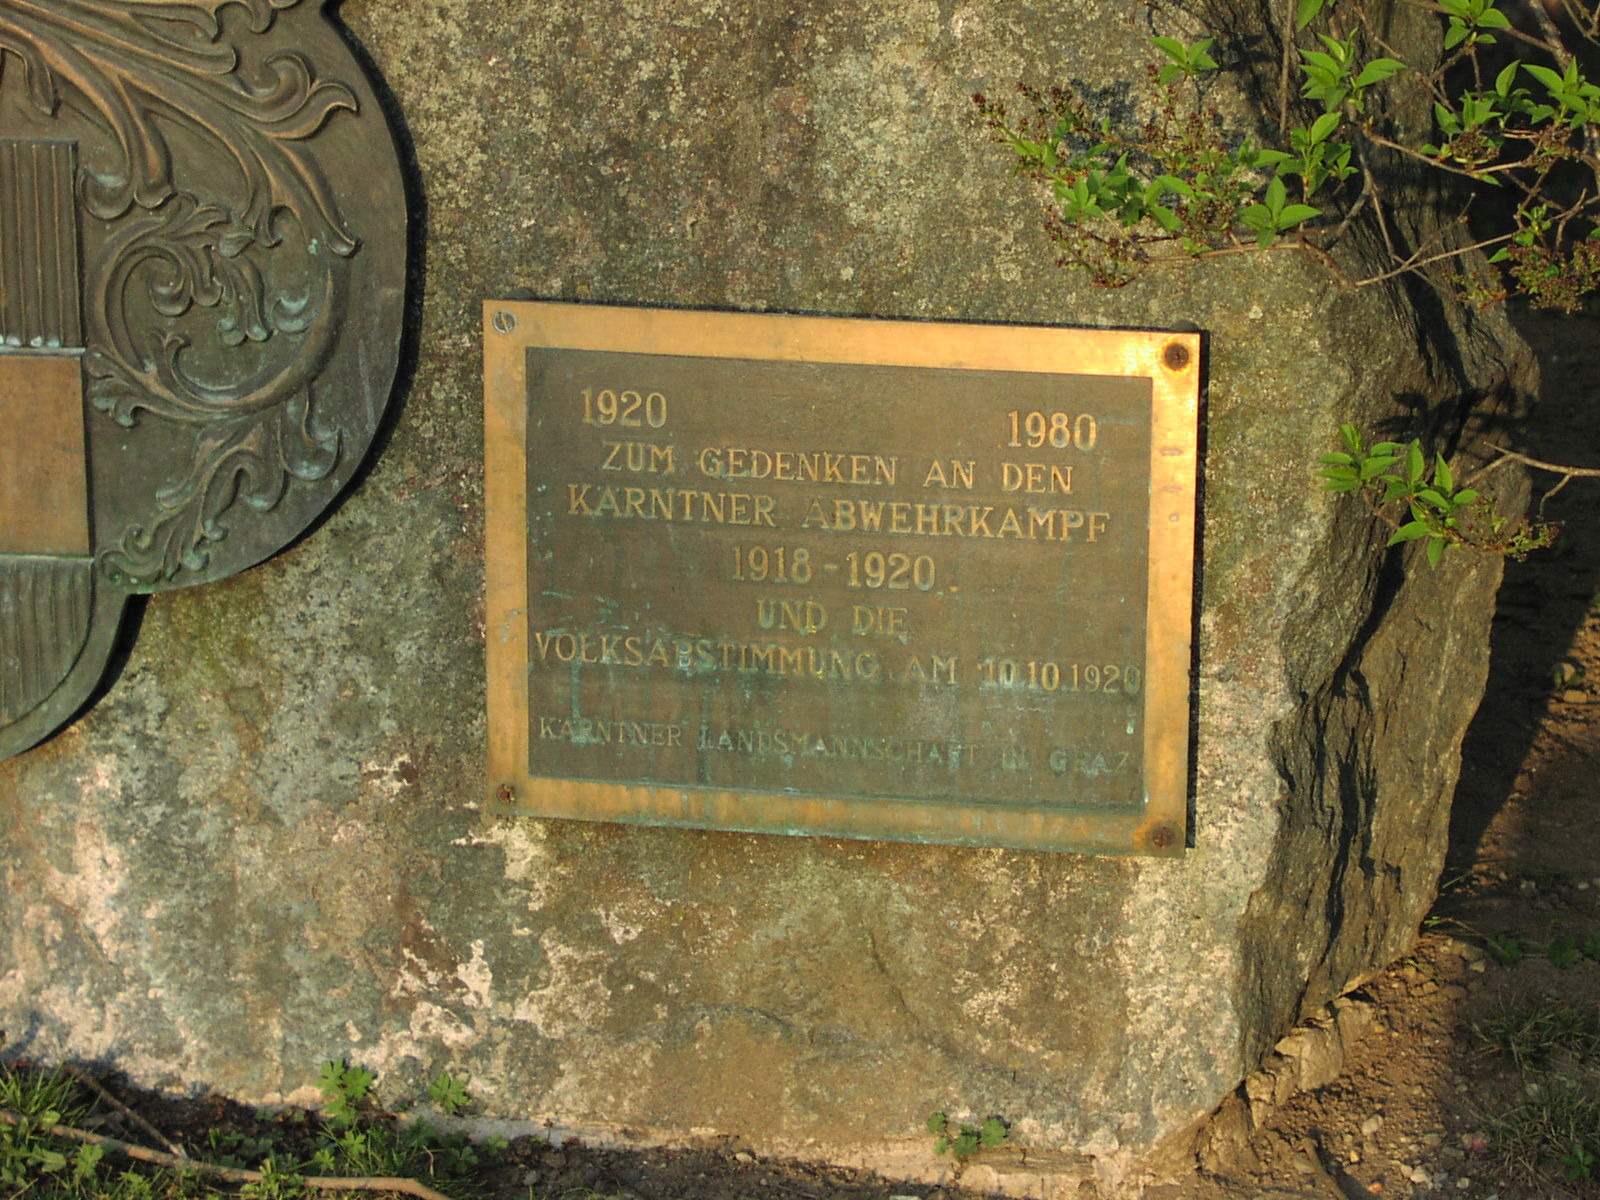 1920 1980
ZUM GEDENKEN AN DEN
KÄRNTNER ABWEHRKAMPF
1918-1920.
UND DIE
VOLKSABSTIMMUNG AM 10.10.1920
KÄRNTNER LANDSMANNSCHAFT IN GRAZ